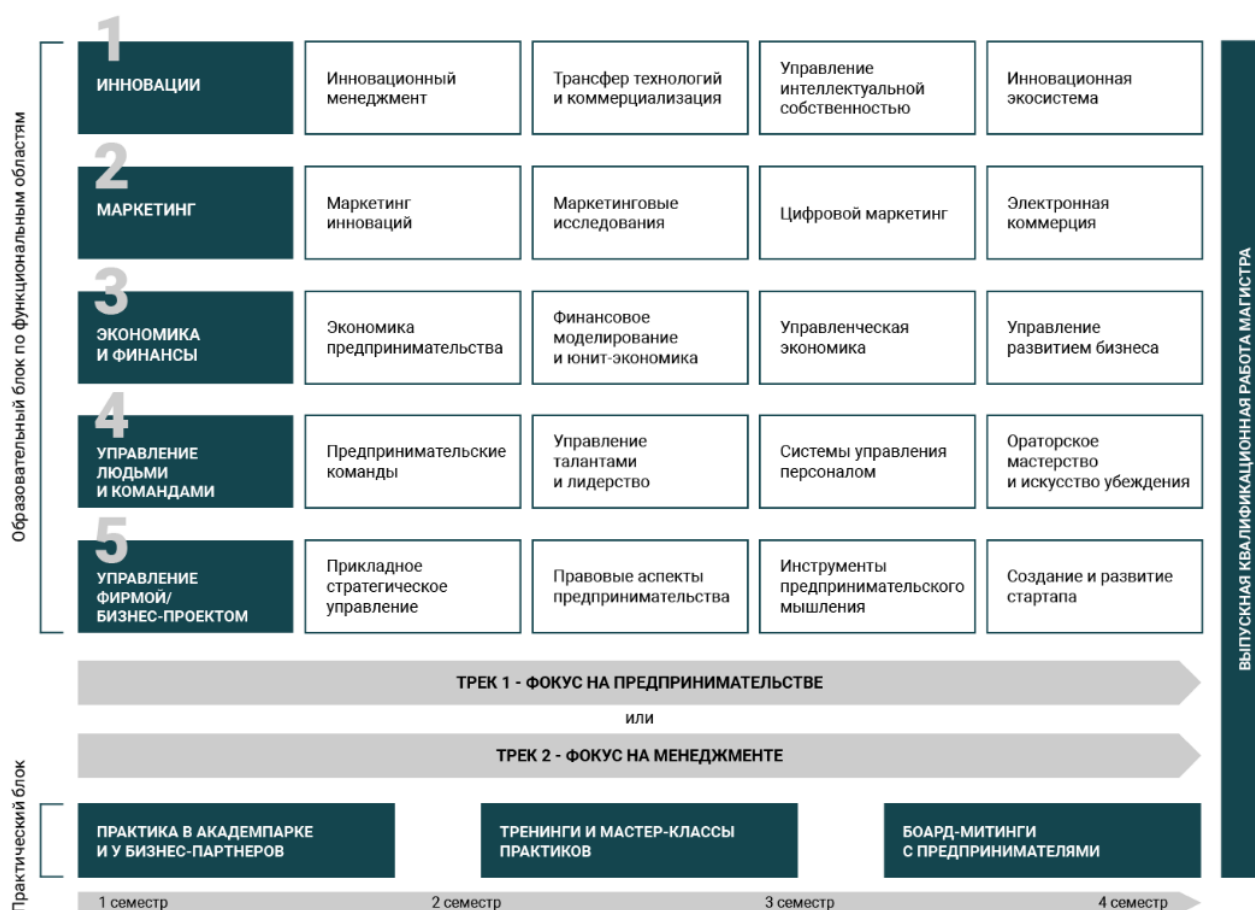 Образовательный блок по функциональным областям
1
ИННОВАЦИИ
Инновационный
менеджмент
Трансфер технологий
и коммерциализация
Управление
интеллектуальной
собственностью
Инновационная
экосистема
2
МАРКЕТИНГ
Маркетинг
инноваций
Маркетинговые
исследования
Цифровой маркетинг
Электронная
коммерция
3
ЭКОНОМИКА
И ФИНАНСЫ
Экономика
предпринимательства
Финансовое
моделирование
и юнит-экономика
Управленческая
экономика
Управление
развитием бизнеса
4
УПРАВЛЕНИЕ
ЛЮДЬМИ
И КОМАНДАМИ
Предпринимательские
команды
Управление
талантами
и лидерство
Системы управления
персоналом
Ораторское
мастерство
и искусство убеждения
5
УПРАВЛЕНИЕ
ФИРМОЙ/
БИЗНЕС-ПРОЕКТОМ
Прикладное
стратегическое
управление
Правовые аспекты
предпринимательства
Инструменты
предпринимательского
мышления
Создание и развитие
стартапа
ТРЕК 1 - ФОКУС НА ПРЕДПРИНИМАТЕЛЬСТВЕ
или
ТРЕК 2 - ФОКУС НА МЕНЕДЖМЕНТЕ
Практический блок
ПРАКТИКА В АКАДЕМПАРКЕ
И У БИЗНЕС-ПАРТНЕРОВ
ТРЕНИНГИ И МАСТЕР-КЛАССЫ
ПРАКТИКОВ
БОАРД-МИТИНГИ
С ПРЕДПРИНИМАТЕЛЯМИ
1 семестр
2 семестр
3 семестр
4 семестр
ВЫПУСКНАЯ КВАЛИФИКАЦИОННАЯ РАБОТА МАГИСТРА